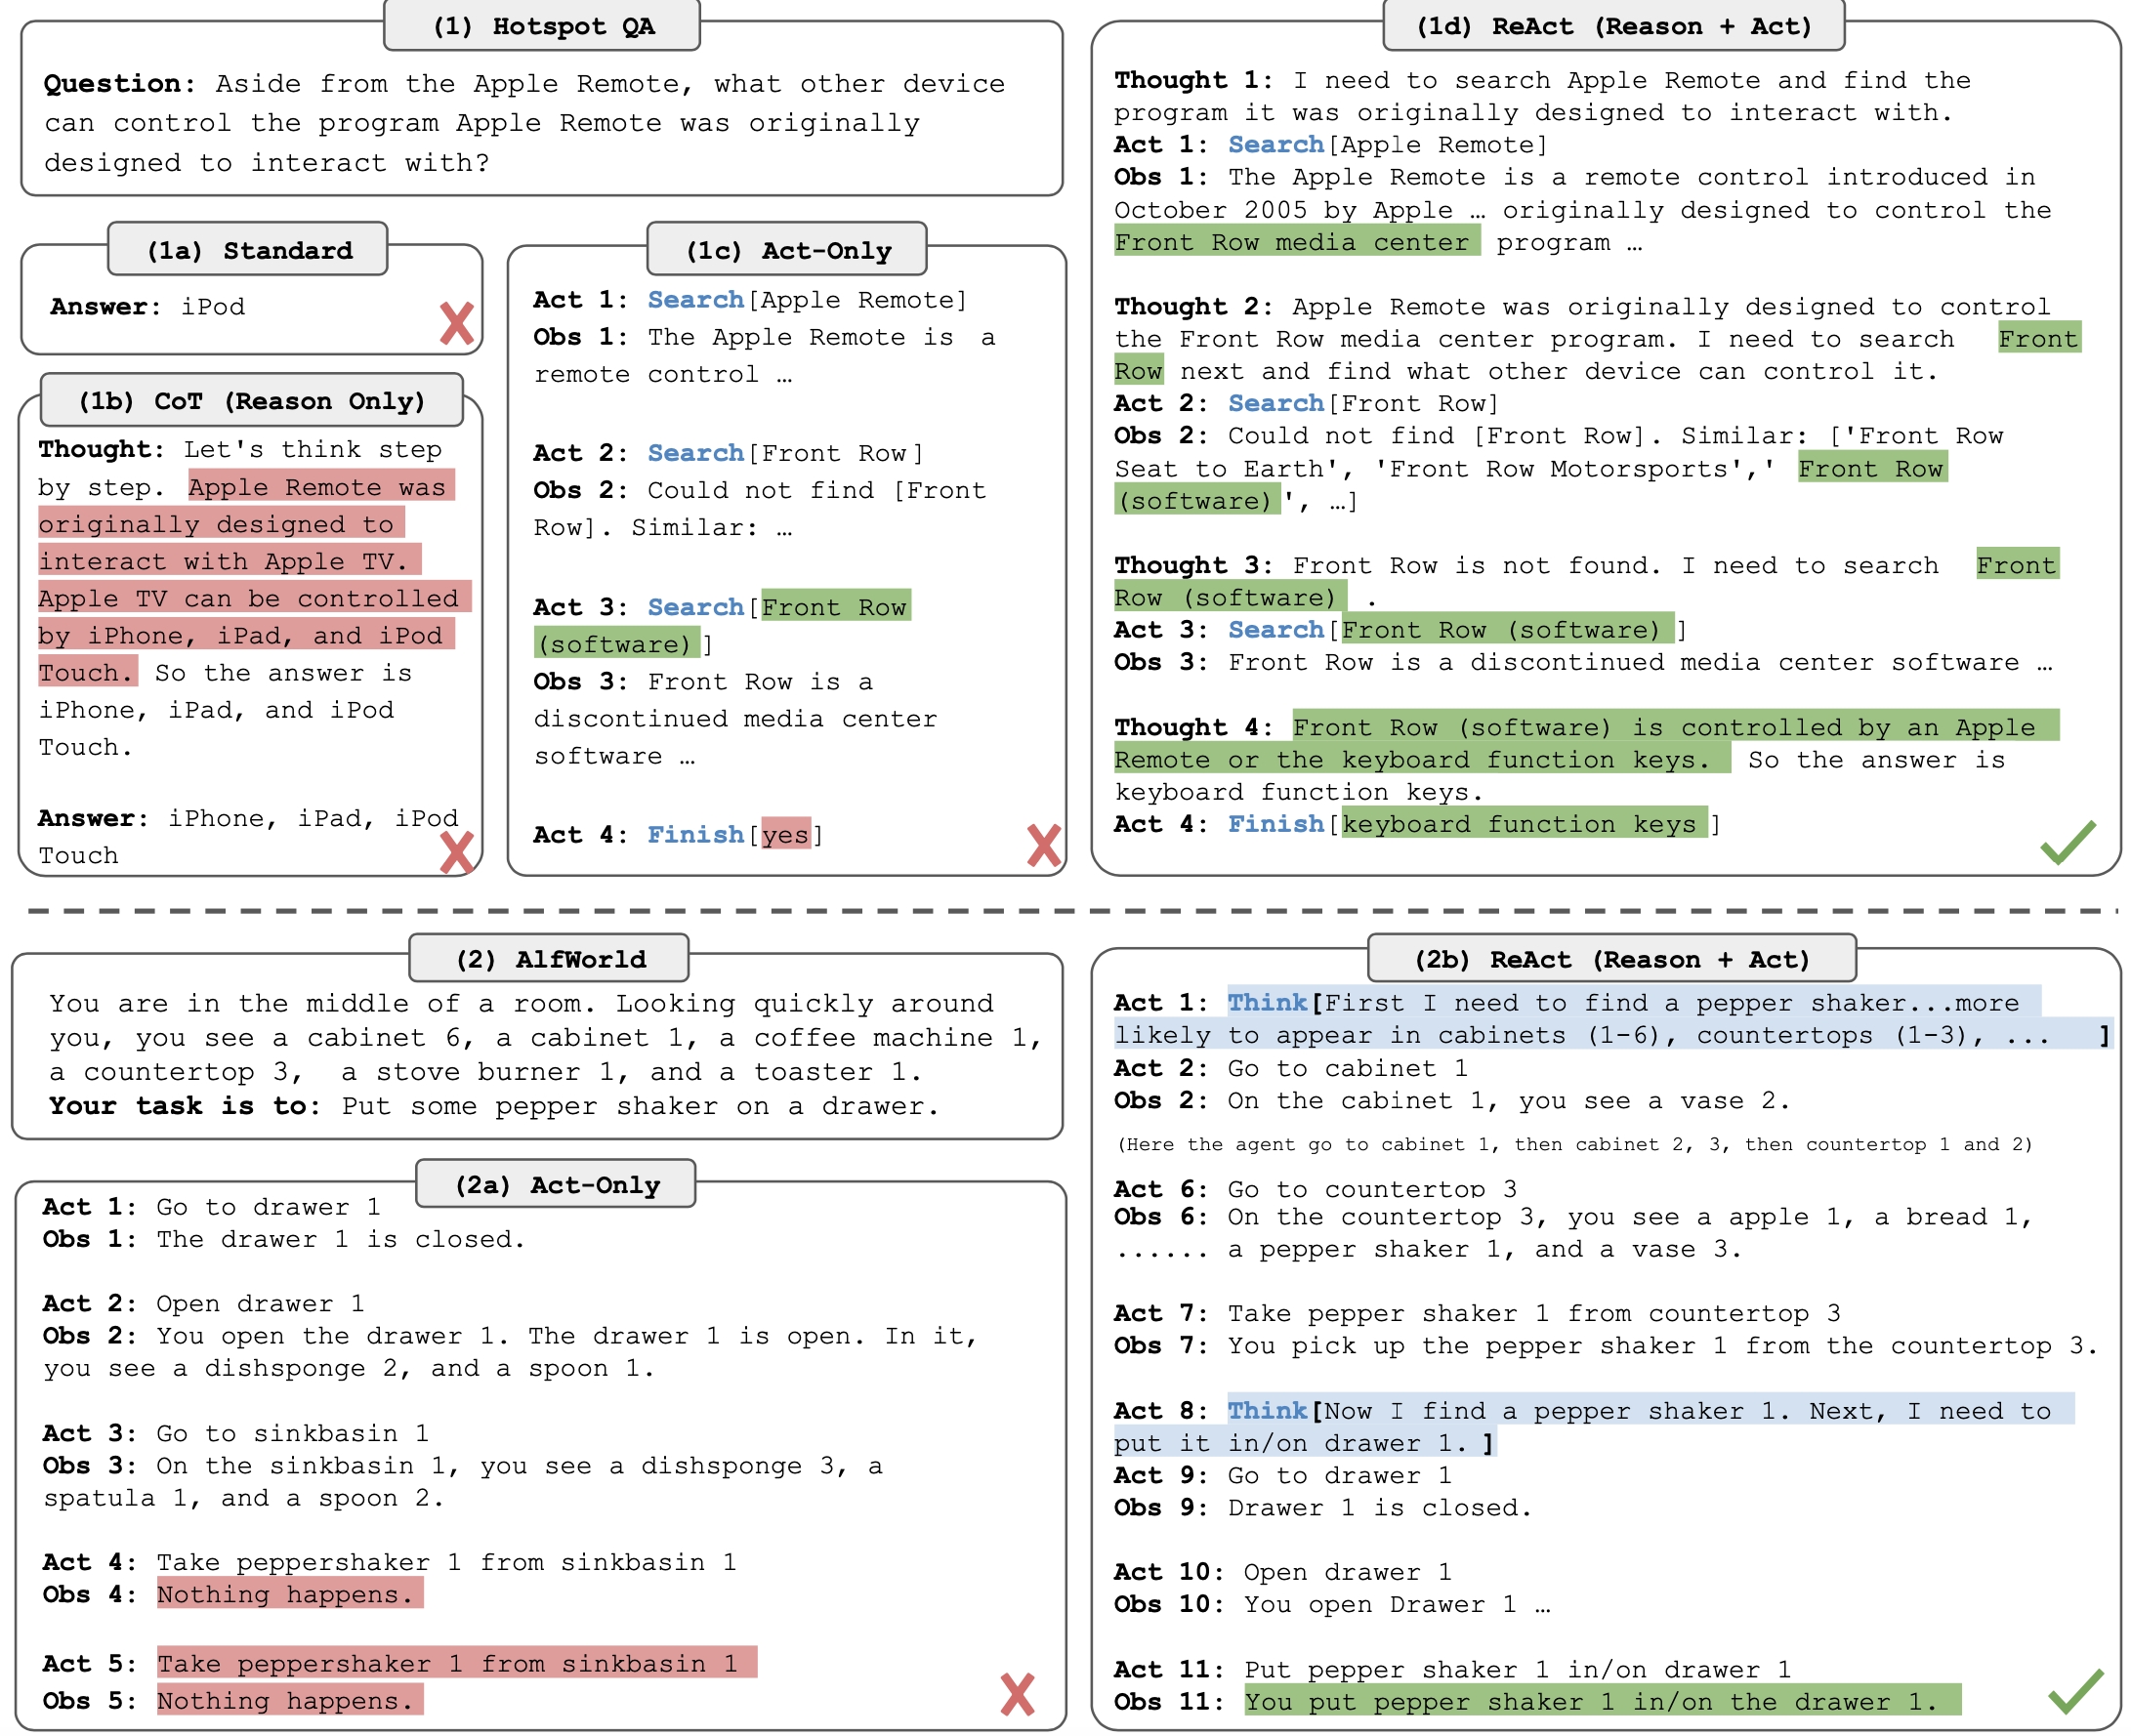 (1) Hotspot QA
Question: Aside from the Apple Remote, what other device
can control the program Apple Remote was originally
designed to interact with?
(1a) Standard
Answer: iPod
(1b) CoT (Reason Only)
Thought: Let's think step
by step. Apple Remote was
originally designed to
interact with Apple TV.
Apple TV can be controlled
by iPhone, iPad, and iPod
Touch. So the answer is
iPhone, iPad, and iPod
Touch.
Answer: iPhone, iPad, iPod
Touch
(1c) Act-Only
Act 1: Search[Apple Remote]
Obs 1: The Apple Remote is a
remote control …
Act 2: Search[Front Row]
Obs 2: Could not find [Front
Row]. Similar: …
Act 3: Search[Front Row
(software)]
Obs 3: Front Row is a
discontinued media center
software …
Act 4: Finish[yes]
(1d) ReAct (Reason + Act)
Thought 1: I need to search Apple Remote and find the
program it was originally designed to interact with.
Act 1: Search[Apple Remote]
Obs 1: The Apple Remote is a remote control introduced in
October 2005 by Apple … originally designed to control the
Front Row media center program …
Thought 2: Apple Remote was originally designed to control
the Front Row media center program. I need to search Front
Row next and find what other device can control it.
Act 2: Search[Front Row]
Obs 2: Could not find [Front Row]. Similar: ['Front Row
Seat to Earth', 'Front Row Motorsports',' Front Row
(software)', …]
Thought 3: Front Row is not found. I need to search Front
Row (software) .
Act 3: Search[Front Row (software) ]
Obs 3: Front Row is a discontinued media center software …
Thought 4: Front Row (software) is controlled by an Apple
Remote or the keyboard function keys. So the answer is
keyboard function keys.
Act 4: Finish[keyboard function keys ]
(2) AlfWorld
You are in the middle of a room. Looking quickly around
you, you see a cabinet 6, a cabinet 1, a coffee machine 1,
a countertop 3, a stove burner 1, and a toaster 1.
Your task is to: Put some pepper shaker on a drawer.
(2a) Act-Only
Act 1: Go to drawer 1
Obs 1: The drawer 1 is closed.
Act 2: Open drawer 1
Obs 2: You open the drawer 1. The drawer 1 is open. In it,
you see a dishsponge 2, and a spoon 1.
Act 3: Go to sinkbasin 1
Obs 3: On the sinkbasin 1, you see a dishsponge 3, a
spatula 1, and a spoon 2.
Act 4: Take peppershaker 1 from sinkbasin 1
Obs 4: Nothing happens.
Act 5: Take peppershaker 1 from sinkbasin 1
Obs 5: Nothing happens.
(2b) ReAct (Reason + Act)
Act 1: Think[First I need to find a pepper shaker...more
likely to appear in cabinets (1-6), countertops (1-3), ... ]
Act 2: Go to cabinet 1
Obs 2: On the cabinet 1, you see a vase 2.
(Here the agent go to cabinet 1, then cabinet 2, 3, then countertop 1 and 2)
Act 6: Go to countertop 3
Obs 6: On the countertop 3, you see a apple 1, a bread 1,
...... a pepper shaker 1, and a vase 3.
Act 7: Take pepper shaker 1 from countertop 3
Obs 7: You pick up the pepper shaker 1 from the countertop 3.
Act 8: Think[Now I find a pepper shaker 1. Next, I need to
put it in/on drawer 1. ]
Act 9: Go to drawer 1
Obs 9: Drawer 1 is closed.
Act 10: Open drawer 1
Obs 10: You open Drawer 1 …
Act 11: Put pepper shaker 1 in/on drawer 1
Obs 11: You put pepper shaker 1 in/on the drawer 1.